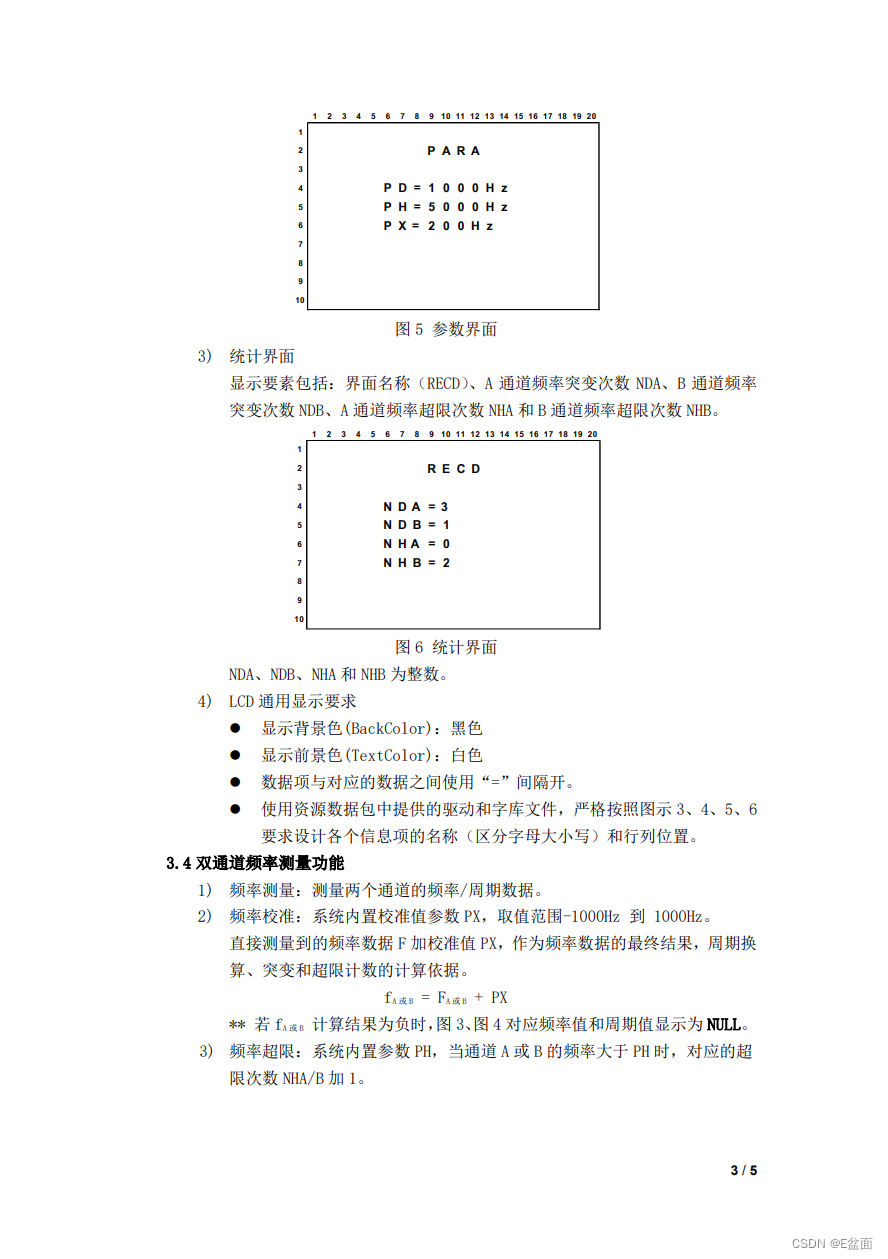 1 2 3 4 5 6 7 8 9 10 11 12 13 14 15 16 17 18 19 20
1
2 PARA
3
4 PD=1000Hz
5 PH=5000Hz
6 PX=200Hz
7
8
9
10
图5 参数界面
3) 统计界面
显示要素包括：界面名称（RECD）、A 通道频率突变次数 NDA、B 通道频率
突变次数 NDB、A 通道频率超限次数 NHA 和 B 通道频率超限次数 NHB。
1 2 3 4 5 6 7 8 9 10 11 12 13 14 15 16 17 18 19 20
1
2 RECD
3
4 NDA=3
5 NDB=1
6 NHA=0
7 NHB=2
8
9
10
图6 统计界面
NDA、NDB、NHA 和 NHB 为整数。
4) LCD 通用显示要求
● 显示背景色(BackColor)：黑色
● 显示前景色(TextColor)：白色
● 数据项与对应的数据之间使用“=”间隔开。
● 使用资源数据包中提供的驱动和字库文件，严格按照图示 3、4、5、6
要求设计各个信息项的名称（区分字母大小写）和行列位置。
3.4 双通道频率测量功能
1) 频率测量：测量两个通道的频率/周期数据。
2) 频率校准：系统内置校准值参数 PX，取值范围-1000Hz 到 1000Hz。
直接测量到的频率数据 F 加校准值 PX，作为频率数据的最终结果，周期换
算、突变和超限计数的计算依据。
fA或B = FA或B + PX
** 若 fA或B 计算结果为负时，图 3、图 4 对应频率值和周期值显示为 NULL。
3) 频率超限：系统内置参数 PH，当通道 A 或 B 的频率大于 PH 时，对应的超
限次数 NHA/B 加 1。
3 / 5
CSDN @E盆面